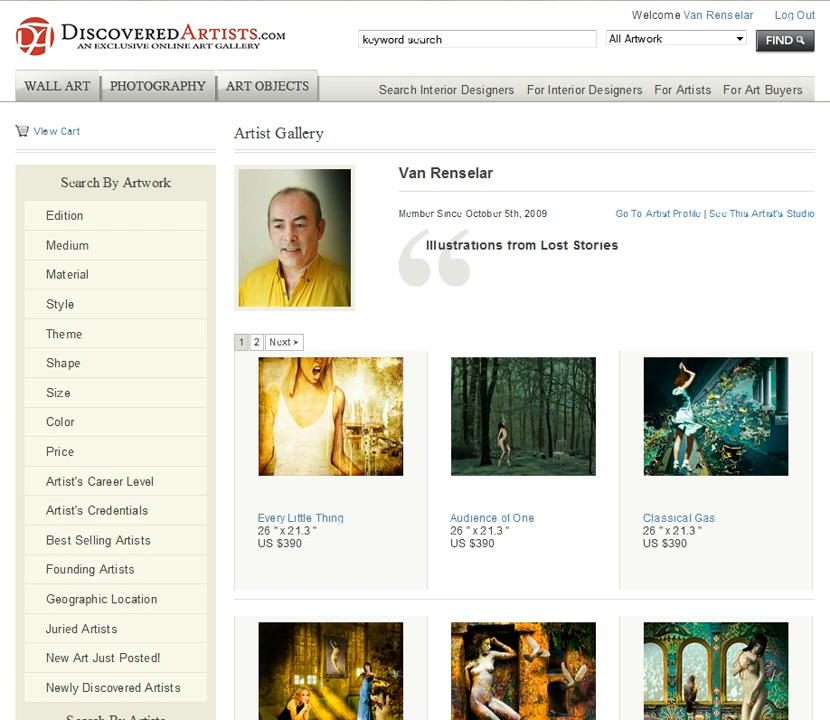 Welcome Van Renselar Log Out
DISCOVEREDARTISTS.COM
AN EXCLUSIVE ONLINE ART GALLERY
keyword search
All Artwork
FIND
WALL ART
PHOTOGRAPHY
ART OBJECTS
Search Interior Designers For Interior Designers For Artists For Art Buyers
View Cart
Artist Gallery
Search By Artwork
Edition
Medium
Material
Style
Theme
Shape
Size
Color
Price
Artist's Career Level
Artist's Credentials
Best Selling Artists
Founding Artists
Geographic Location
Juried Artists
New Art Just Posted!
Newly Discovered Artists
Search By Artists
Van Renselar
Member Since October 5th, 2009
Go To Artist Profile | See This Artist's Studio
Illustrations from Lost Stories
1 2 Next >
Every Little Thing
26 " x 21.3 "
US $390
Audience of One
26 " x 21.3 "
US $390
Classical Gas
26 " x 21.3 "
US $390